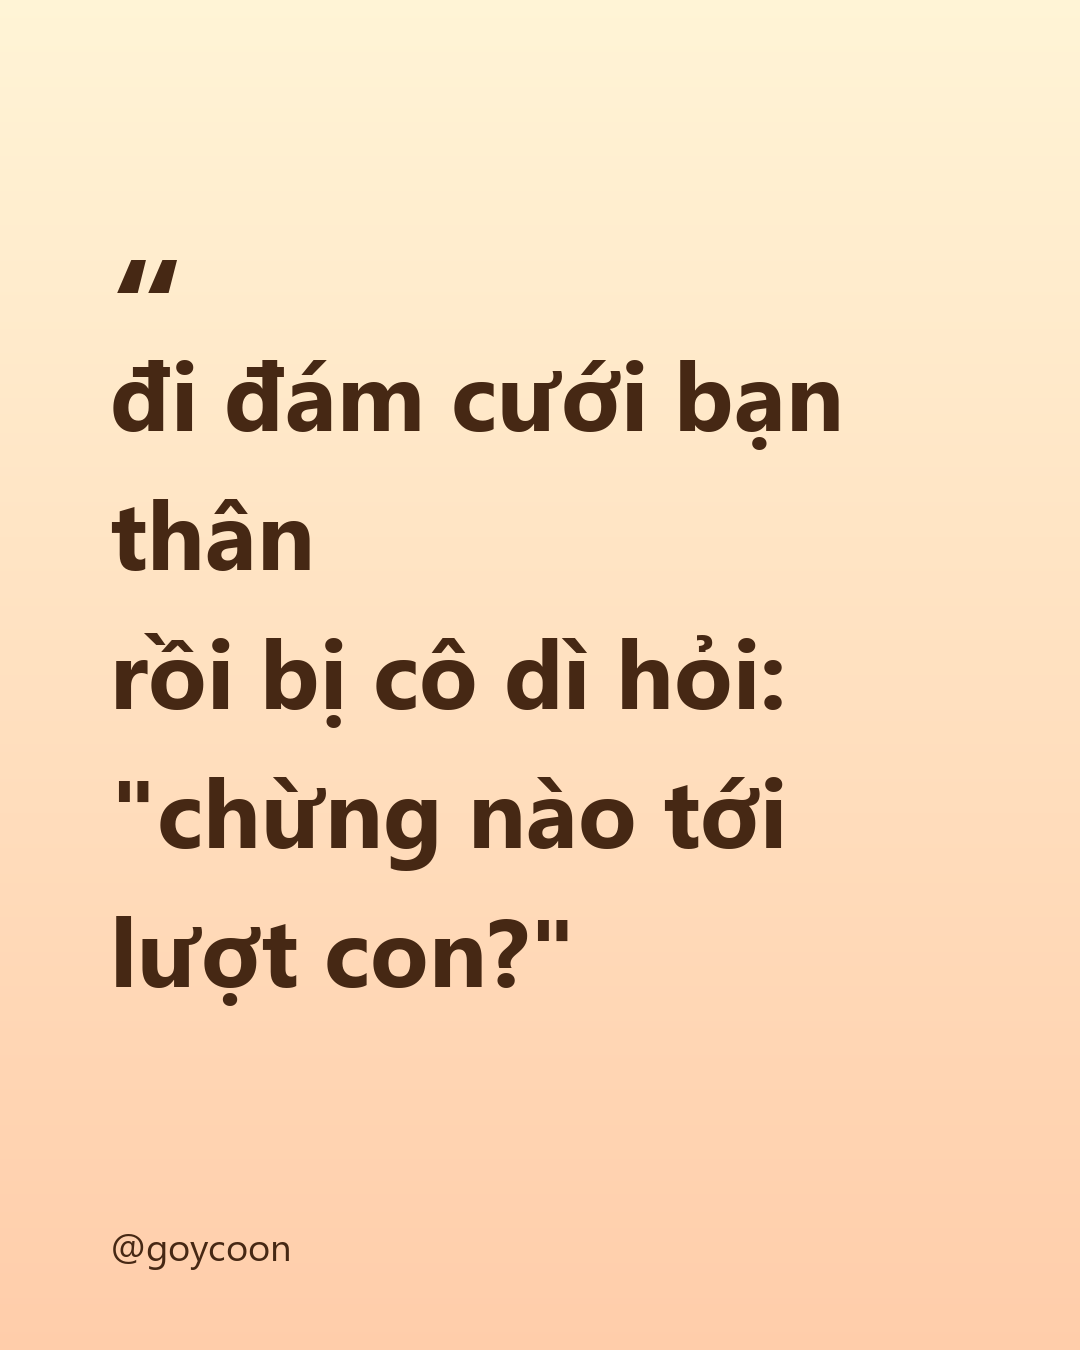 “
đi đám cưới bạn
thân
rồi bị cô dì hỏi:
"chừng nào tới
lượt con?"
@goycoon